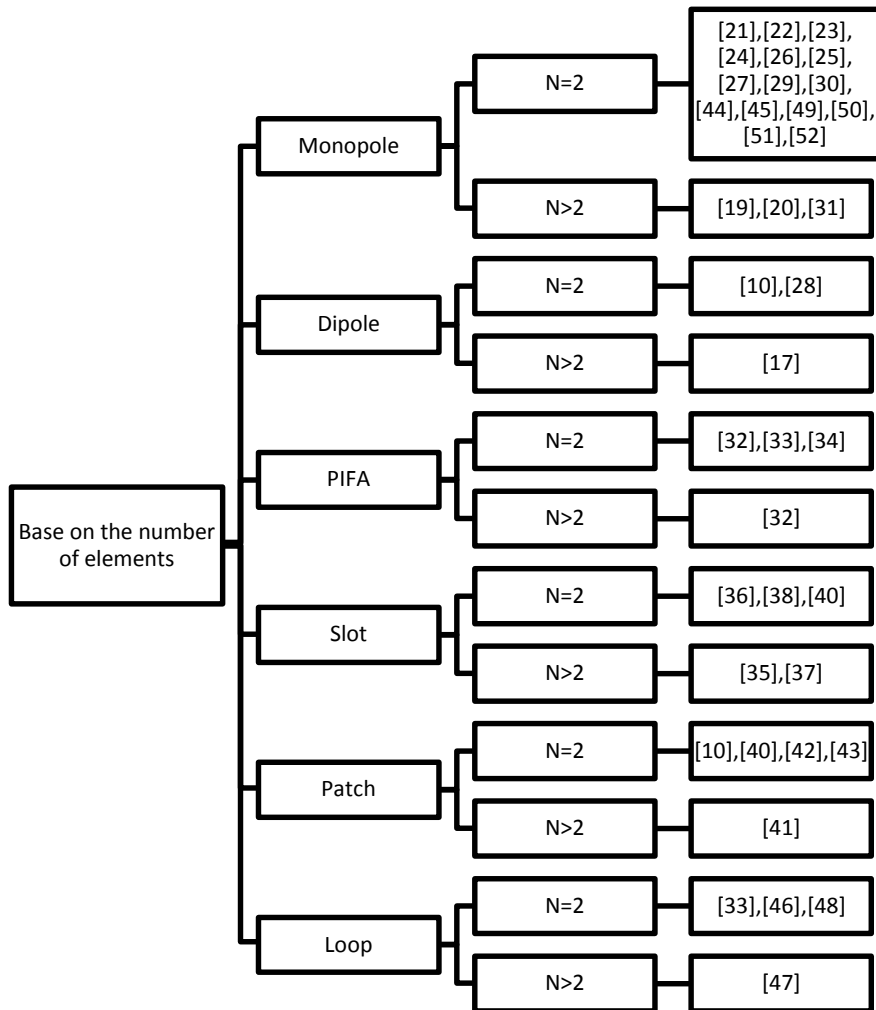 Base on the number
of elements
Monopole
N=2
[21],[22],[23],
[24],[26],[25],
[27],[29],[30],
[44],[45],[49],[50],
[51],[52]
N>2
[19],[20],[31]
Dipole
N=2
[10],[28]
N>2
[17]
PIFA
N=2
[32],[33],[34]
N>2
[32]
Slot
N=2
[36],[38],[40]
N>2
[35],[37]
Patch
N=2
[10],[40],[42],[43]
N>2
[41]
Loop
N=2
[33],[46],[48]
N>2
[47]